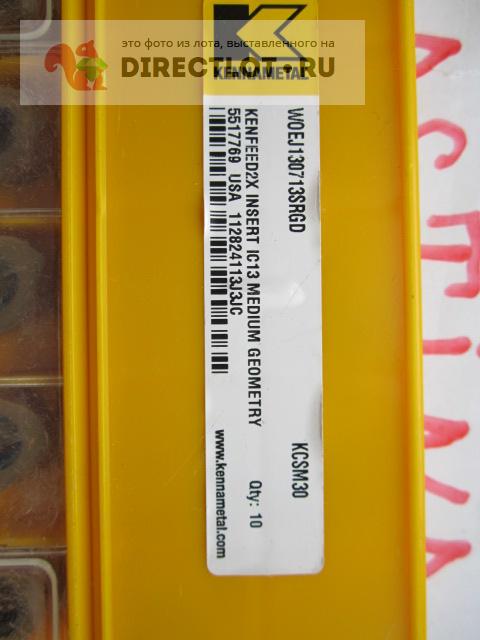 это фото из лота, выставленного на
DIRECTLOT.RU
KENNAMETAL
WOEJ130713SRGD
KCSM30
KENFEED2X INSERT IC13 MEDIUM GEOMETRY
Qty: 10
5517769 USA 112824113J3JC
www.kennametal.com